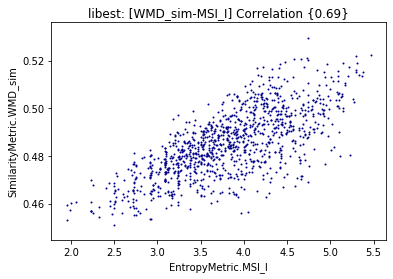 libest: [WMD_sim-MSI_I] Correlation {0.69}
SimilarityMetric.WMD_sim
0.52
0.50
0.48
0.46
2.0 2.5 3.0 3.5 4.0 4.5 5.0 5.5
EntropyMetric.MSI_I